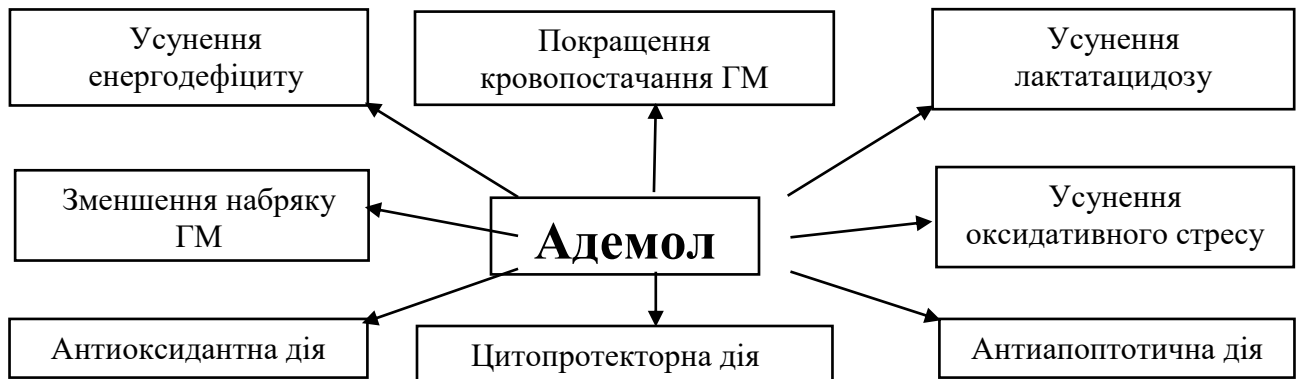 Усунення
енергодефіциту
Покращення
кровопостачання ГМ
Усунення
лактатацидозу
Зменшення набряку
ГМ
Адемол
Усунення
оксидативного стресу
Антиоксидантна дія
Цитопротекторна дія
Антиапоптотична дія